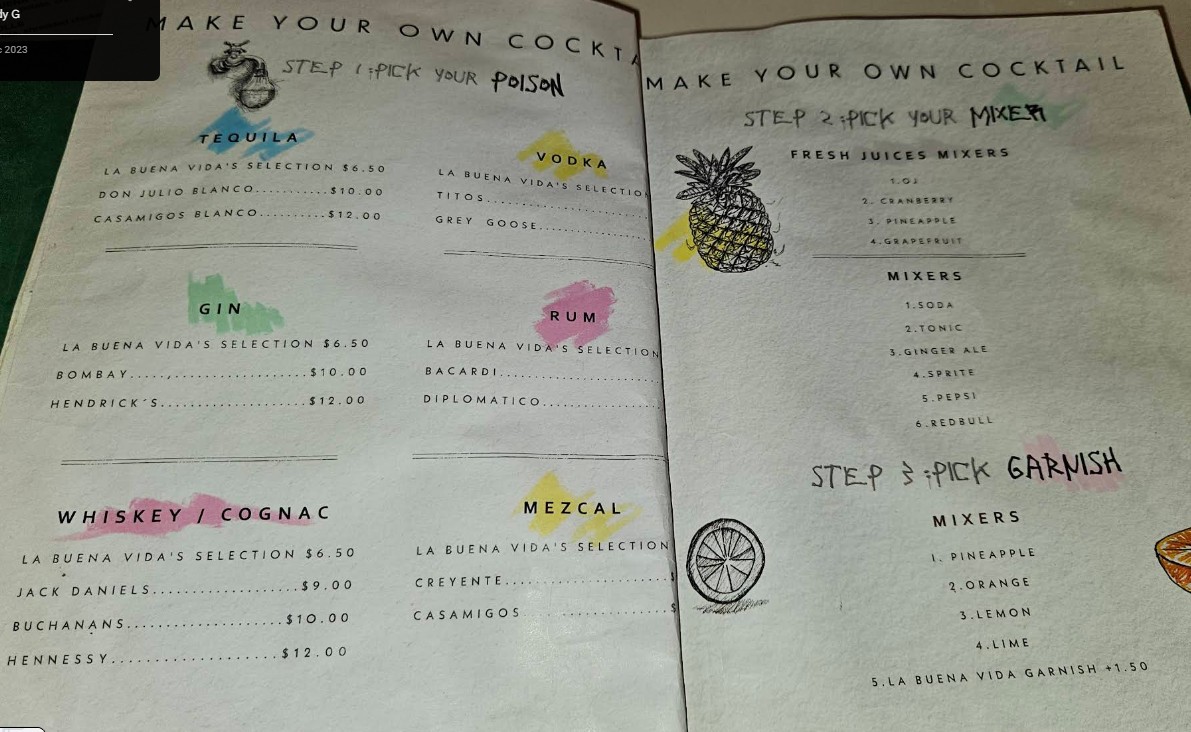 dy G
2023
MAKE YOUR OWN COCKTA
STEP 1;PICK YOUR POISON
TEQUILA
LA BUENA VIDA'S SELECTION $6.50
DON JULIO BLANCO...........$10.00
CASAMIGOS BLANCO..........$12.00
VODKA
LA BUENA VIDA'S SELECTION
TITOS......................
GREY GOOSE................
GIN
LA BUENA VIDA'S SELECTION $6.50
BOMBAY..........................$10.00
HENDRICK'S.....................$12.00
RUM
LA BUENA VIDA'S SELECTION
BACARDI.......................
DIPLOMATICO.................
WHISKEY / COGNAC
LA BUENA VIDA'S SELECTION $6.50
JACK DANIELS..................$9.00
BUCHANANS...................$10.00
HENNESSY.....................$12.00
MEZCAL
LA BUENA VIDA'S SELECTION
CREYENTE.....................$
CASAMIGOS ..................$
MAKE YOUR OWN COCKTAIL
STEP 2;PICK YOUR MIXER
FRESH JUICES MIXERS
1.OJ
2. CRANBERRY
3. PINEAPPLE
4.GRAPEFRUIT
MIXERS
1.SODA
2.TONIC
3.GINGER ALE
4.SPRITE
5.PEPSI
6.REDBULL
STEP 3;PICK GARNISH
MIXERS
1. PINEAPPLE
2.ORANGE
3.LEMON
4.LIME
5.LA BUENA VIDA GARNISH +1.50